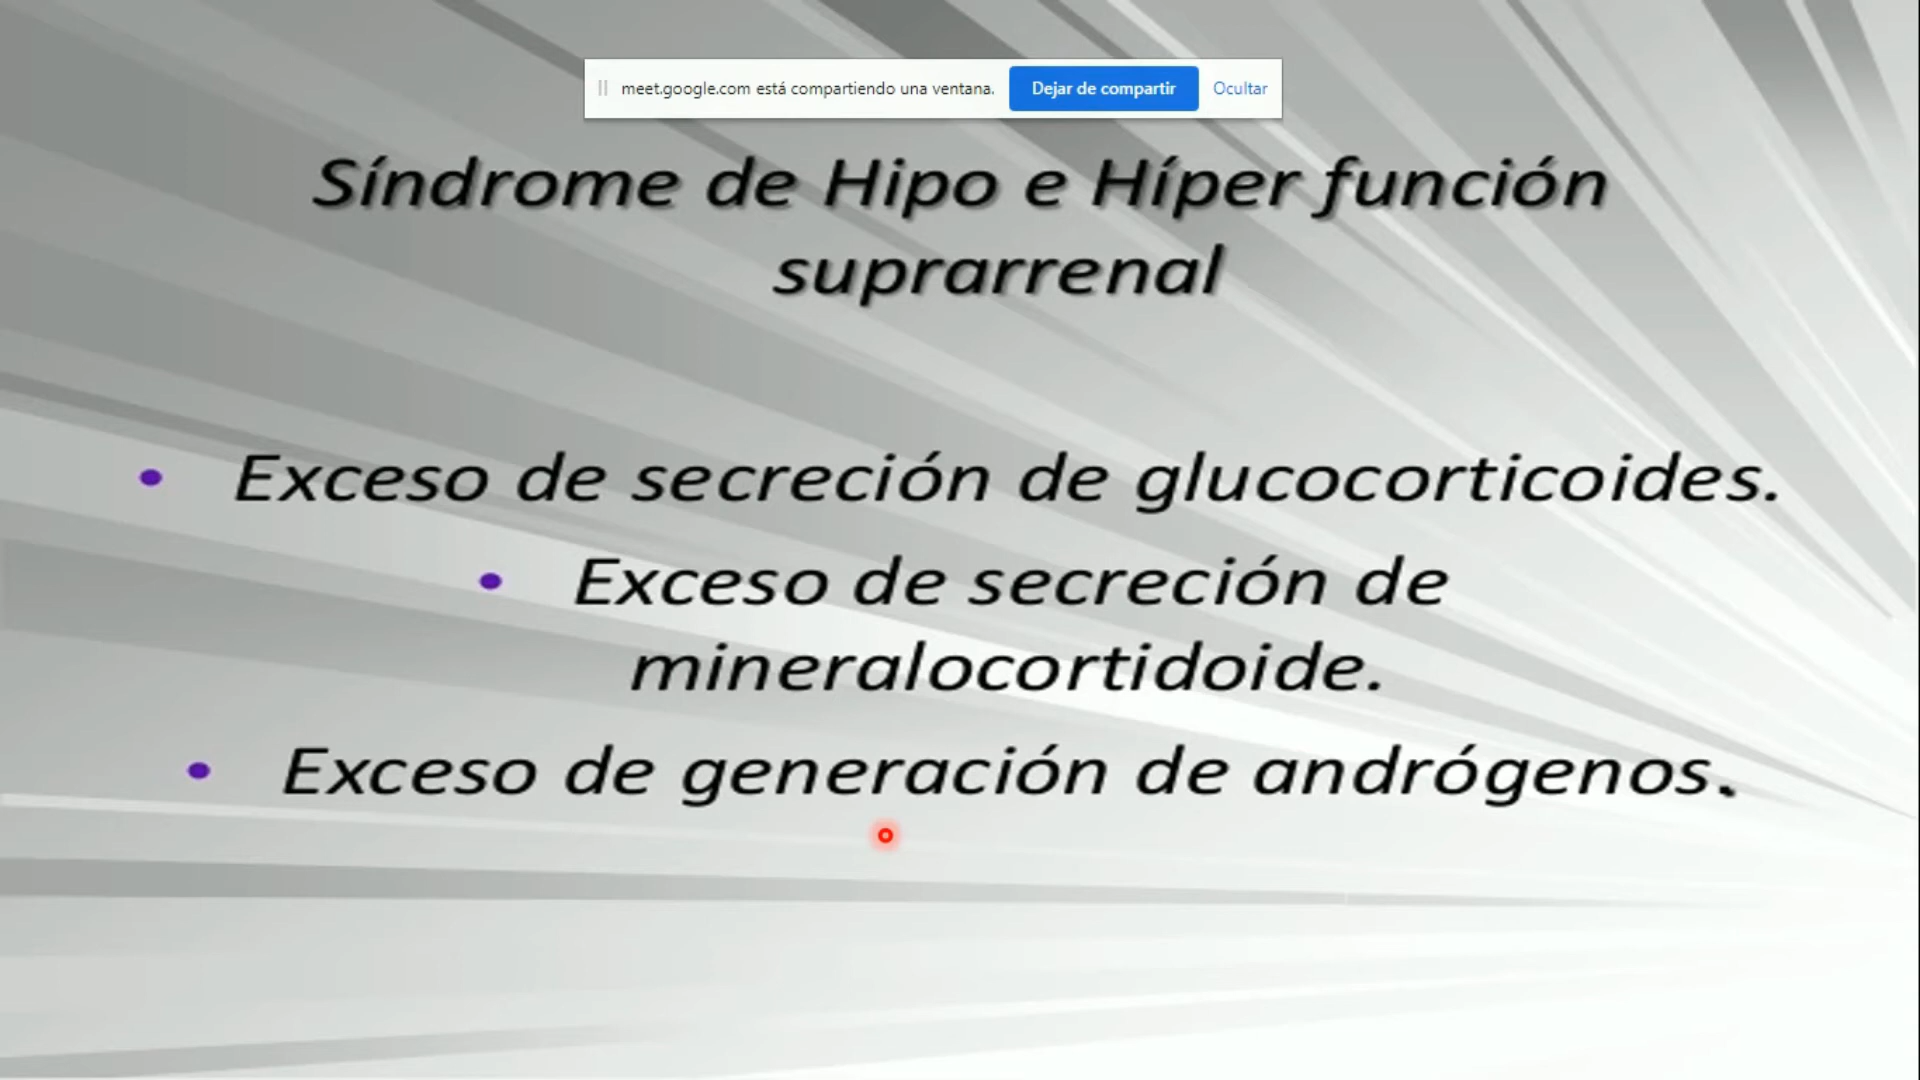 meet.google.com está compartiendo una ventana. Dejar de compartir Ocultar
Síndrome de Hipo e Híper función
suprarrenal
• Exceso de secreción de glucocorticoides.
• Exceso de secreción de
mineralocortidoide.
• Exceso de generación de andrógenos.